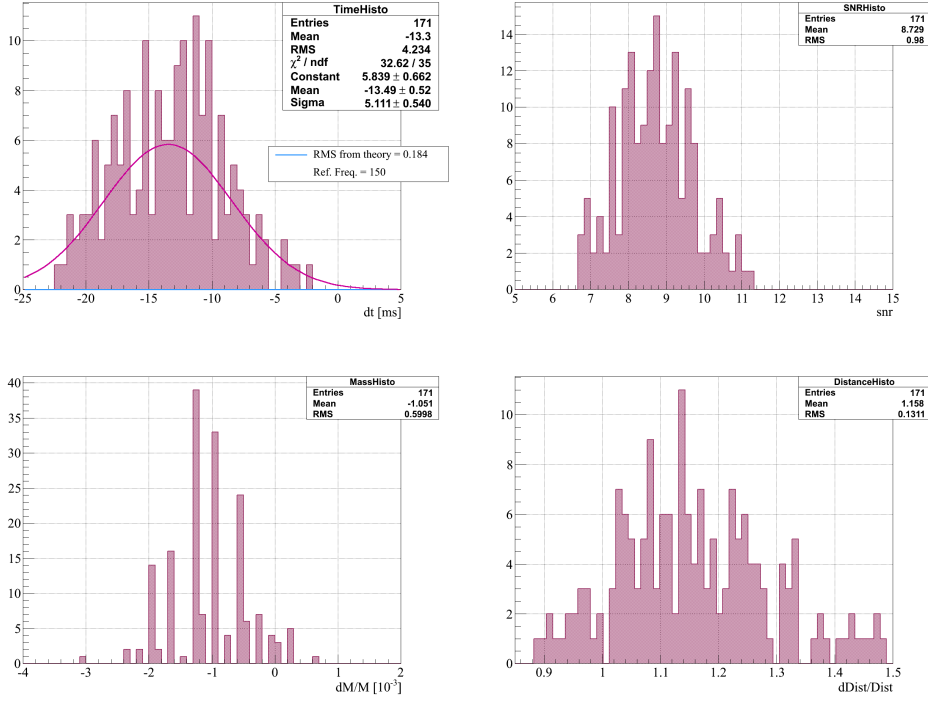 TimeHisto
Entries 171
Mean -13.3
RMS 4.234
χ² / ndf 32.62 / 35
Constant 5.839 ± 0.662
Mean -13.49 ± 0.52
Sigma 5.111 ± 0.540
RMS from theory = 0.184
Ref. Freq. = 150
10
8
6
4
2
0
-25 -20 -15 -10 -5 0 5
dt [ms]
SNRHisto
Entries 171
Mean 8.729
RMS 0.98
14
12
10
8
6
4
2
0
5 6 7 8 9 10 11 12 13 14 15
snr
MassHisto
Entries 171
Mean -1.051
RMS 0.5998
40
35
30
25
20
15
10
5
0
-4 -3 -2 -1 0 1 2
dM/M [10⁻³]
DistanceHisto
Entries 171
Mean 1.158
RMS 0.1311
10
8
6
4
2
0
0.9 1 1.1 1.2 1.3 1.4 1.5
dDist/Dist